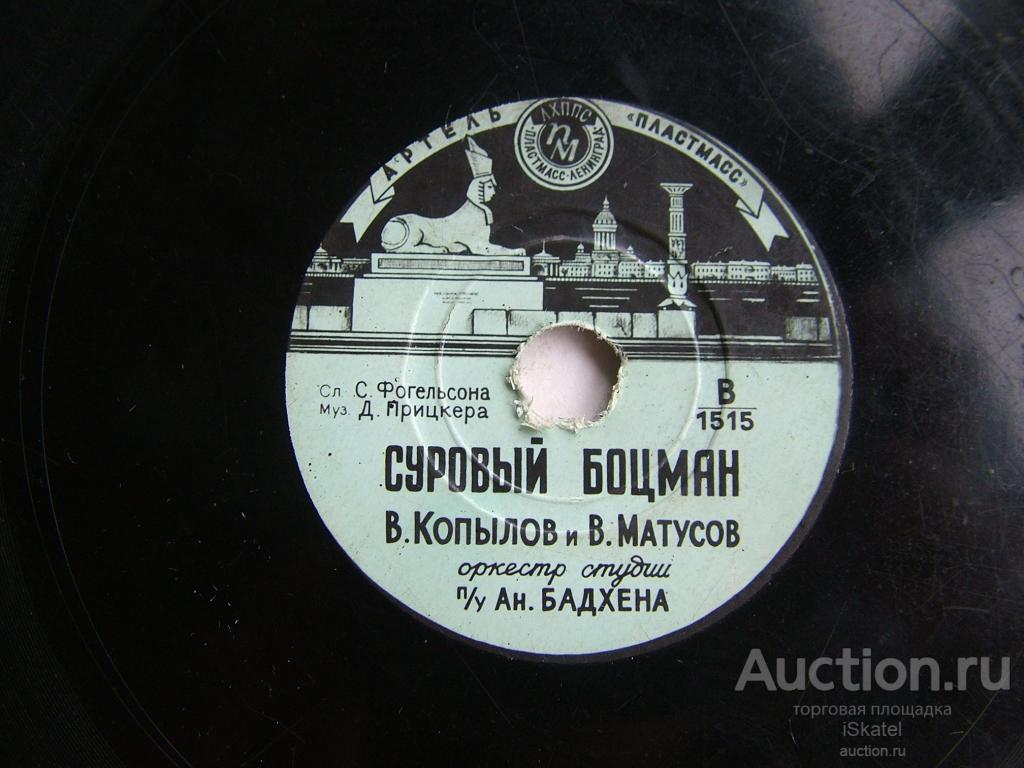 АРТЕЛЬ «ПЛАСТМАСС»
ЛХППС
ПЛАСТМАСС-ЛЕНИНГРАД
ПМ
Сл. С. Фогельсона
Муз. Д. Прицкера
В
1515
СУРОВЫЙ БОЦМАН
В. КОПЫЛОВ и В. МАТУСОВ
оркестр студии
п/у Ан. БАДХЕНА
Auction.ru
торговая площадка
iSkatel
auction.ru